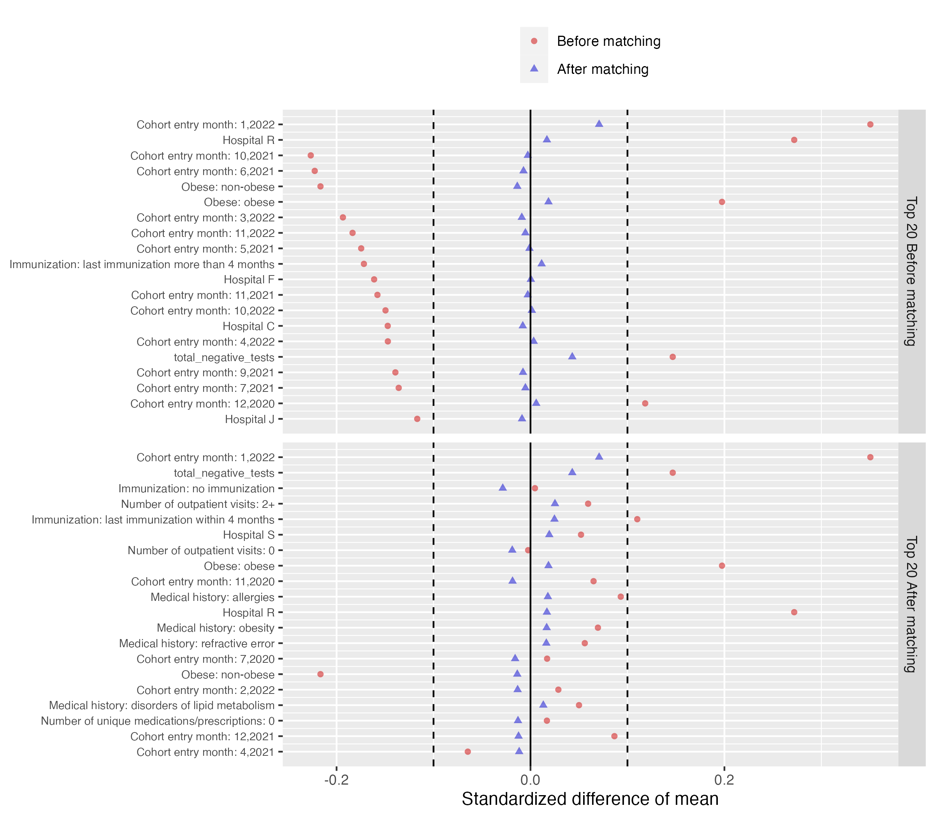 Before matching
After matching
Cohort entry month: 1,2022
Hospital R
Cohort entry month: 10,2021
Cohort entry month: 6,2021
Obese: non-obese
Obese: obese
Cohort entry month: 3,2022
Cohort entry month: 11,2022
Cohort entry month: 5,2021
Immunization: last immunization more than 4 months
Hospital F
Cohort entry month: 11,2021
Cohort entry month: 10,2022
Hospital C
Cohort entry month: 4,2022
total_negative_tests
Cohort entry month: 9,2021
Cohort entry month: 7,2021
Cohort entry month: 12,2020
Hospital J
Top 20 Before matching
Cohort entry month: 1,2022
total_negative_tests
Immunization: no immunization
Number of outpatient visits: 2+
Immunization: last immunization within 4 months
Hospital S
Number of outpatient visits: 0
Obese: obese
Cohort entry month: 11,2020
Medical history: allergies
Hospital R
Medical history: obesity
Medical history: refractive error
Cohort entry month: 7,2020
Obese: non-obese
Cohort entry month: 2,2022
Medical history: disorders of lipid metabolism
Number of unique medications/prescriptions: 0
Cohort entry month: 12,2021
Cohort entry month: 4,2021
Top 20 After matching
-0.2 0.0 0.2
Standardized difference of mean